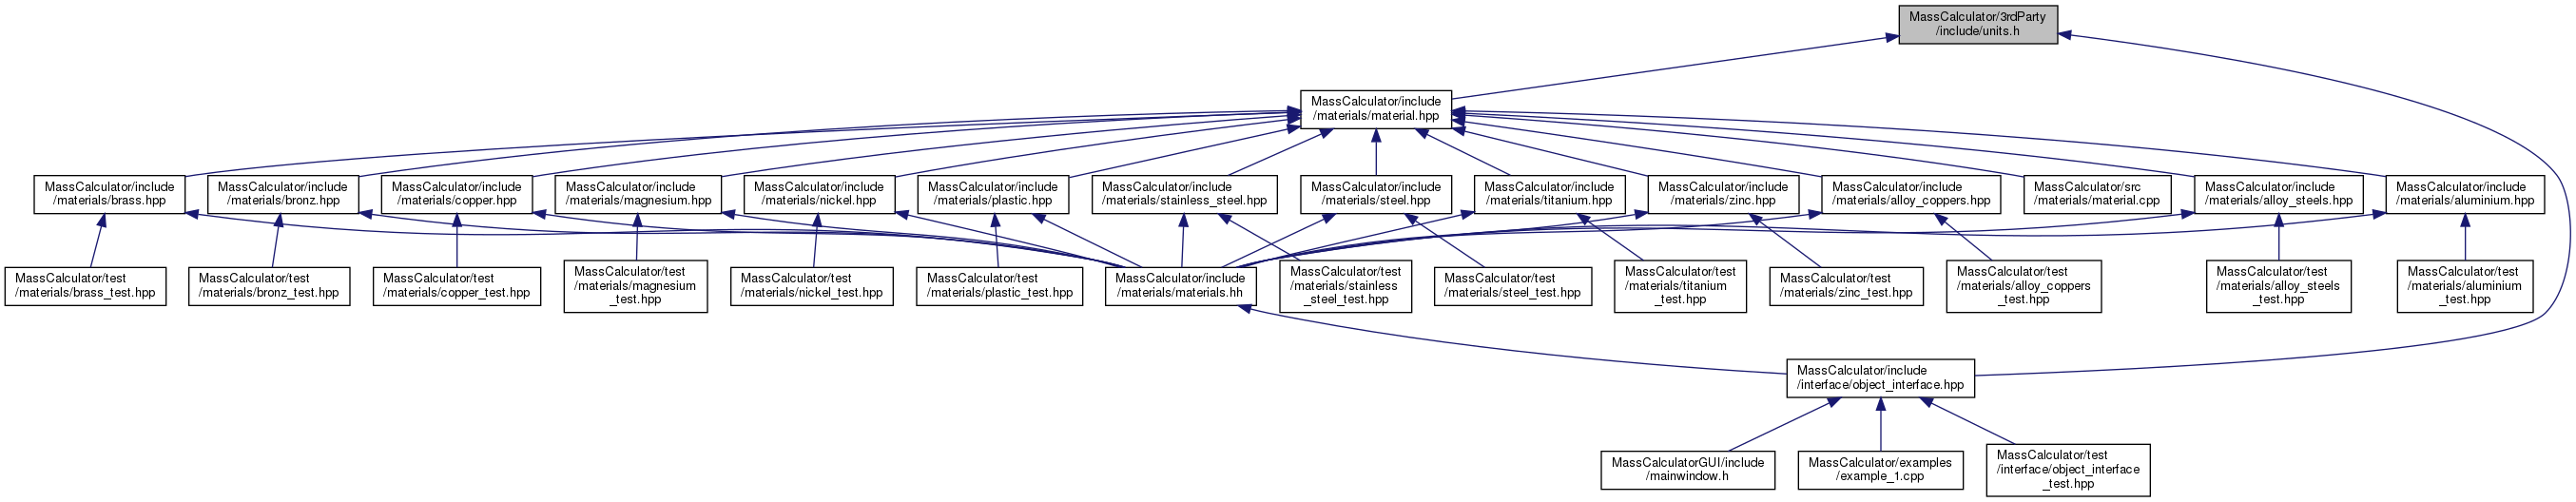 MassCalculator/3rdParty
/include/units.h
MassCalculator/include
/materials/material.hpp
MassCalculator/include
/materials/brass.hpp
MassCalculator/include
/materials/bronz.hpp
MassCalculator/include
/materials/copper.hpp
MassCalculator/include
/materials/magnesium.hpp
MassCalculator/include
/materials/nickel.hpp
MassCalculator/include
/materials/plastic.hpp
MassCalculator/include
/materials/stainless_steel.hpp
MassCalculator/include
/materials/steel.hpp
MassCalculator/include
/materials/titanium.hpp
MassCalculator/include
/materials/zinc.hpp
MassCalculator/include
/materials/alloy_coppers.hpp
MassCalculator/src
/materials/material.cpp
MassCalculator/include
/materials/alloy_steels.hpp
MassCalculator/include
/materials/aluminium.hpp
MassCalculator/test
/materials/brass_test.hpp
MassCalculator/test
/materials/bronz_test.hpp
MassCalculator/test
/materials/copper_test.hpp
MassCalculator/test
/materials/magnesium
_test.hpp
MassCalculator/test
/materials/nickel_test.hpp
MassCalculator/test
/materials/plastic_test.hpp
MassCalculator/include
/materials/materials.hh
MassCalculator/test
/materials/stainless
_steel_test.hpp
MassCalculator/test
/materials/steel_test.hpp
MassCalculator/test
/materials/titanium
_test.hpp
MassCalculator/test
/materials/zinc_test.hpp
MassCalculator/test
/materials/alloy_coppers
_test.hpp
MassCalculator/test
/materials/alloy_steels
_test.hpp
MassCalculator/test
/materials/aluminium
_test.hpp
MassCalculator/include
/interface/object_interface.hpp
MassCalculatorGUI/include
/mainwindow.h
MassCalculator/examples
/example_1.cpp
MassCalculator/test
/interface/object_interface
_test.hpp